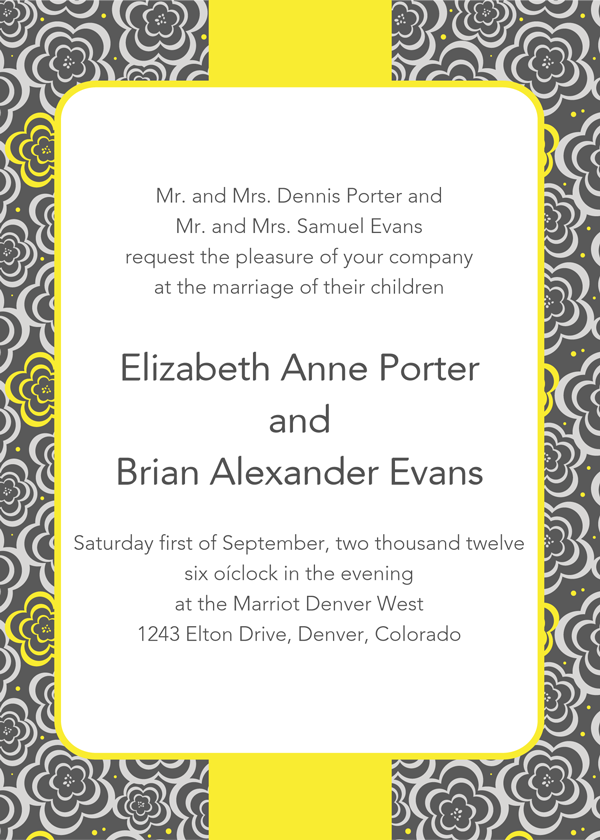 Mr. and Mrs. Dennis Porter and
Mr. and Mrs. Samuel Evans
request the pleasure of your company
at the marriage of their children
Elizabeth Anne Porter
and
Brian Alexander Evans
Saturday first of September, two thousand twelve
six oíclock in the evening
at the Marriot Denver West
1243 Elton Drive, Denver, Colorado